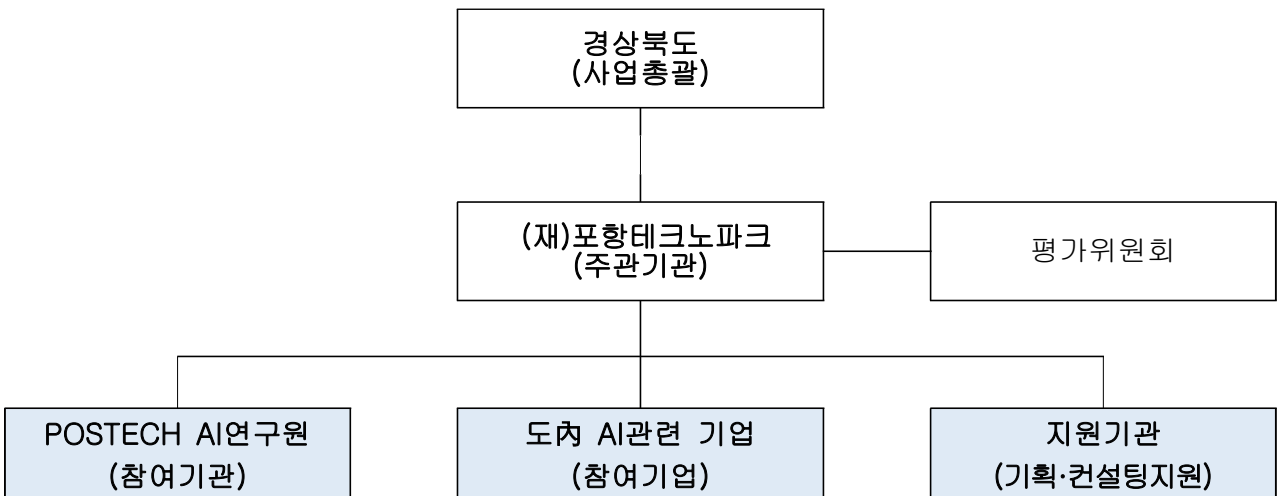 경상북도
(사업총괄)
(재)포항테크노파크
(주관기관)
평가위원회
POSTECH AI연구원
(참여기관)
도內 AI관련 기업
(참여기업)
지원기관
(기획·컨설팅지원)